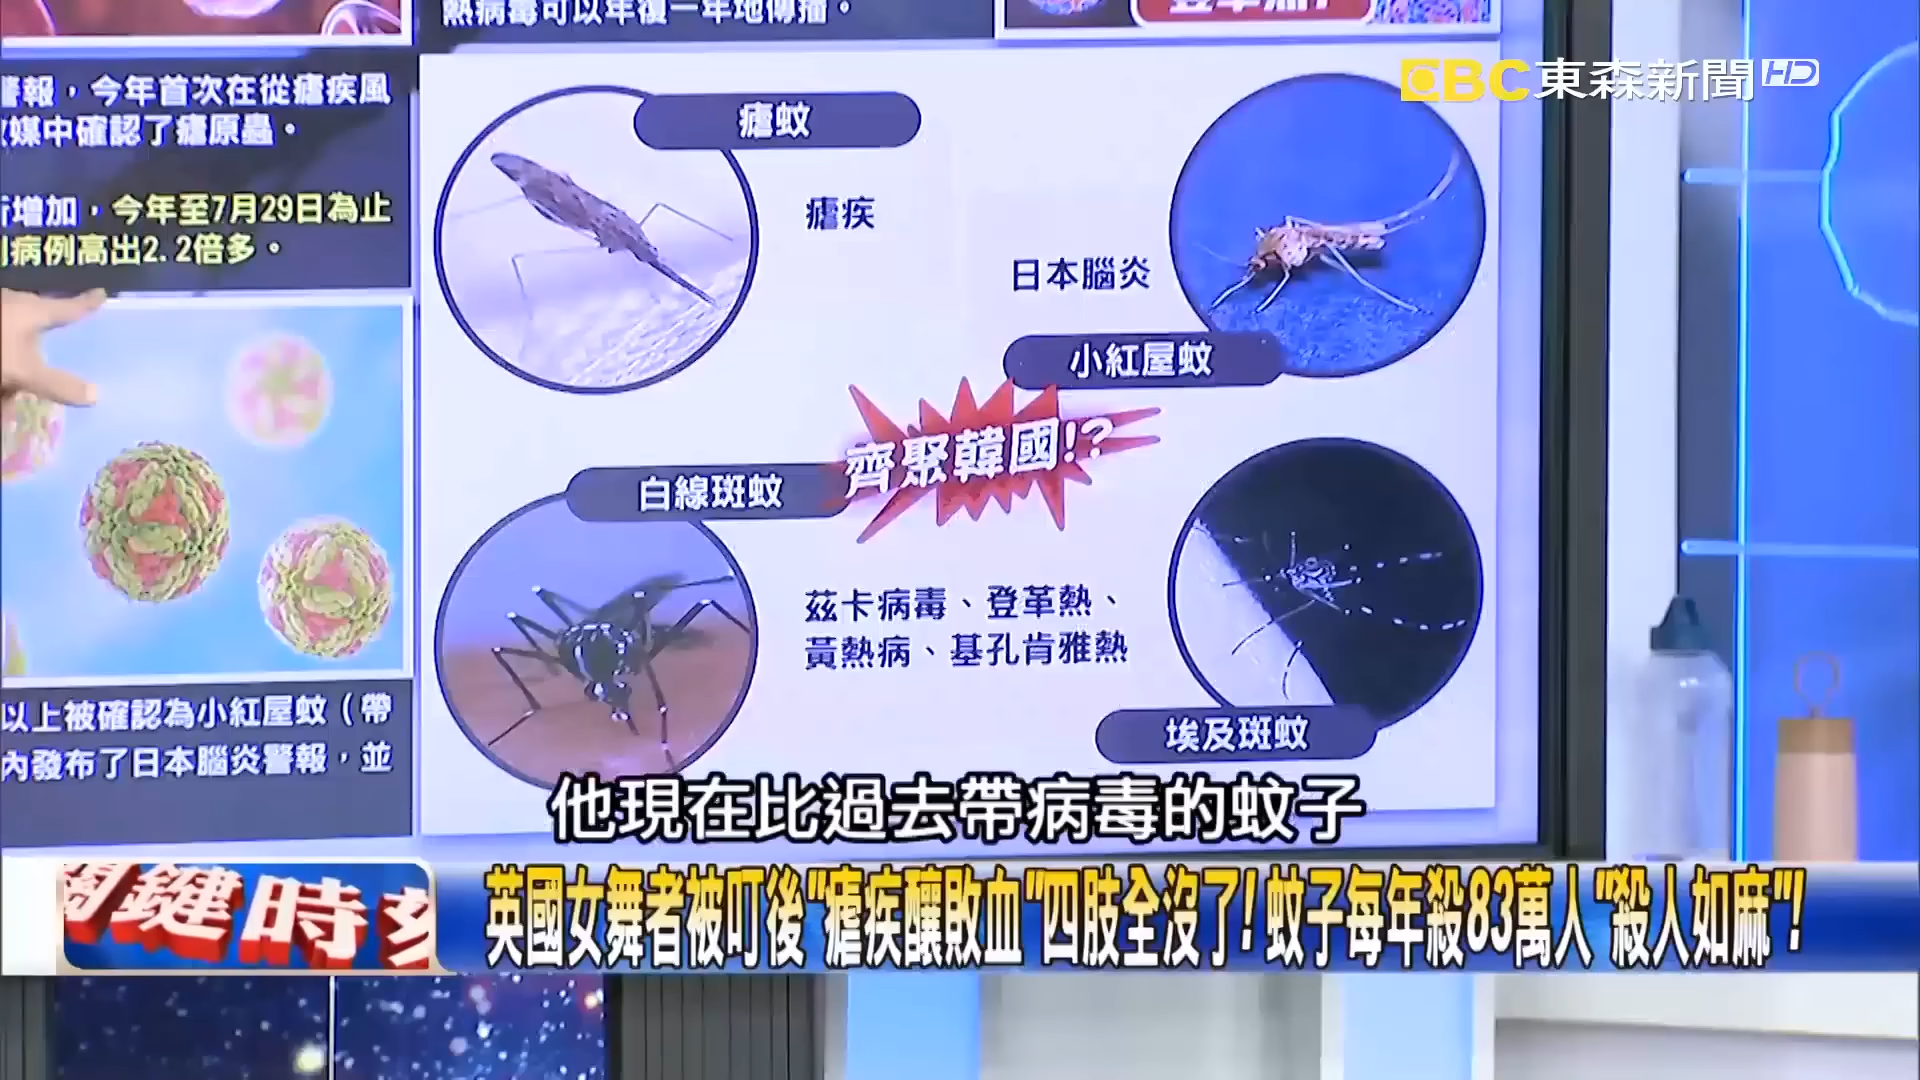 熱病毒可以年復一年地傳播。
EBC東森新聞HD
警報，今年首次在從瘧疾風
媒中確認了瘧原蟲。
增加，今年至7月29日為止
病例高出2.2倍多。
瘧蚊
瘧疾
日本腦炎
小紅屋蚊
齊聚韓國!?
白線斑蚊
茲卡病毒、登革熱、
黃熱病、基孔肯雅熱
埃及斑蚊
以上被確認為小紅屋蚊（帶
內發布了日本腦炎警報，並
他現在比過去帶病毒的蚊子
關鍵時刻
英國女舞者被叮後"瘧疾釀敗血"四肢全沒了!蚊子每年殺83萬人"殺人如麻"!